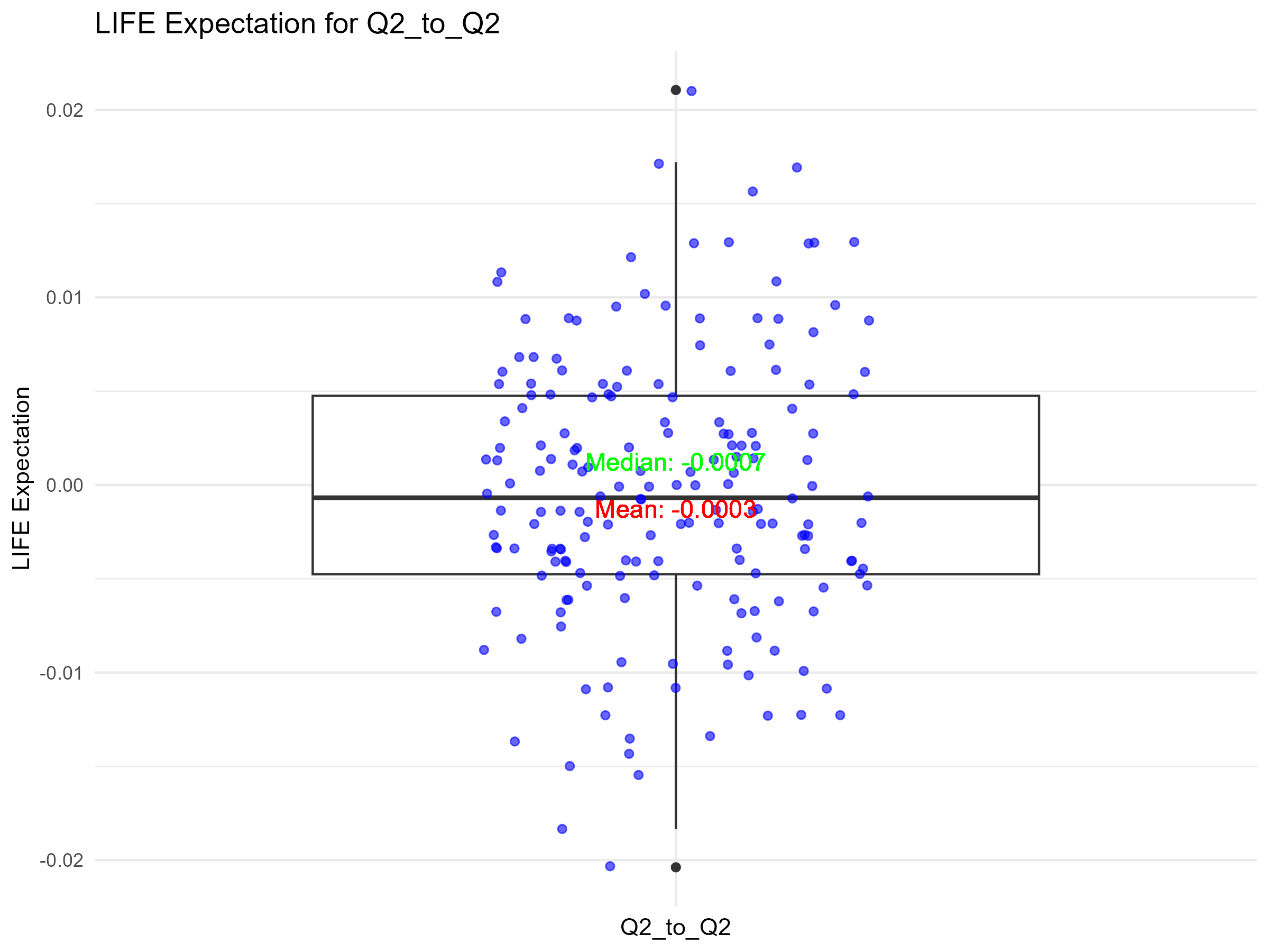 LIFE Expectation for Q2_to_Q2
0.02
0.01
0.00
-0.01
-0.02
LIFE Expectation
Median: -0.0007
Mean: -0.0003
Q2_to_Q2